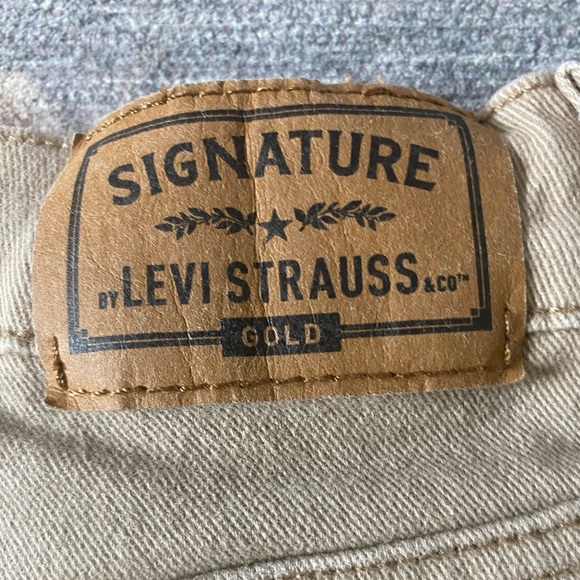 SIGNATURE
BY LEVI STRAUSS & CO™
GOLD